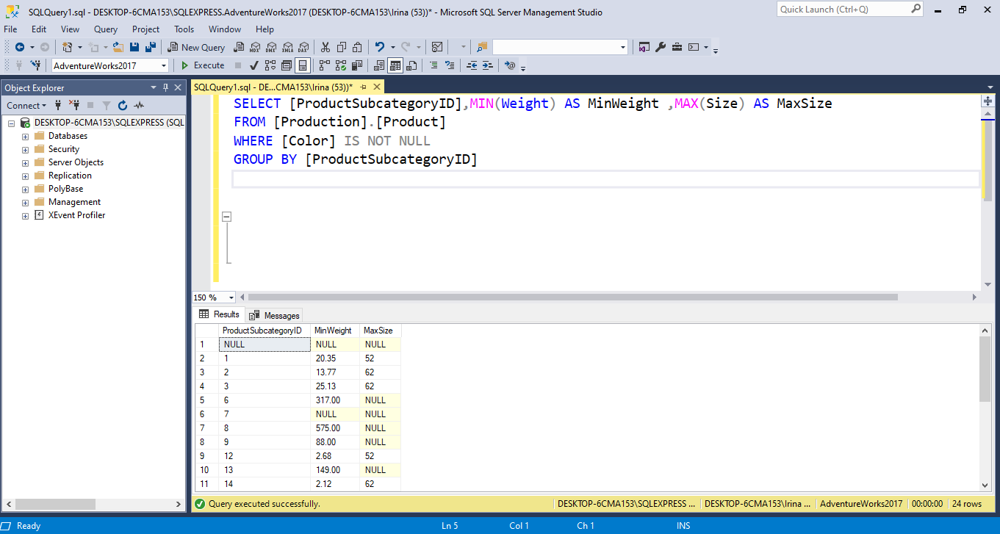 SQLQuery1.sql - DESKTOP-6CMA153\SQLEXPRESS.AdventureWorks2017 (DESKTOP-6CMA153\Irina (53))* - Microsoft SQL Server Management Studio
Quick Launch (Ctrl+Q)
File Edit View Query Project Tools Window Help
New Query MDX DMX XMLA DAX
AdventureWorks2017 Execute
Object Explorer
SQLQuery1.sql - DE...CMA153\Irina (53))*
Connect
DESKTOP-6CMA153\SQLEXPRESS (SQL
Databases
Security
Server Objects
Replication
PolyBase
Management
XEvent Profiler
SELECT [ProductSubcategoryID],MIN(Weight) AS MinWeight ,MAX(Size) AS MaxSize
FROM [Production].[Product]
WHERE [Color] IS NOT NULL
GROUP BY [ProductSubcategoryID]
150 %
Results Messages
ProductSubcategoryID MinWeight MaxSize
1 NULL NULL NULL
2 1 20.35 52
3 2 13.77 62
4 3 25.13 62
5 6 317.00 NULL
6 7 NULL NULL
7 8 575.00 NULL
8 9 88.00 NULL
9 12 2.68 52
10 13 149.00 NULL
11 14 2.12 62
Query executed successfully. DESKTOP-6CMA153\SQLEXPRESS ... DESKTOP-6CMA153\Irina ... AdventureWorks2017 00:00:00 24 rows
Ready Ln 5 Col 1 Ch 1 INS